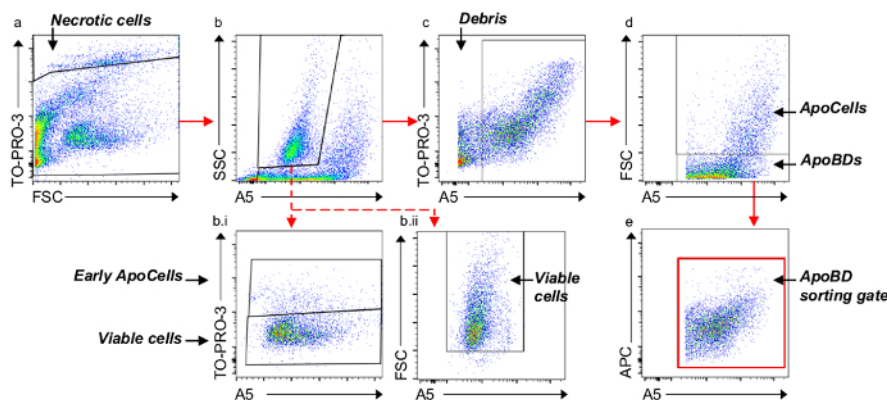 a
Necrotic cells
TO-PRO-3
FSC
b
SSC
A5
c
Debris
TO-PRO-3
A5
d
FSC
A5
ApoCells
ApoBDs
b.i
Early ApoCells
Viable cells
TO-PRO-3
A5
b.ii
FSC
A5
Viable
cells
e
APC
A5
ApoBD
sorting gate